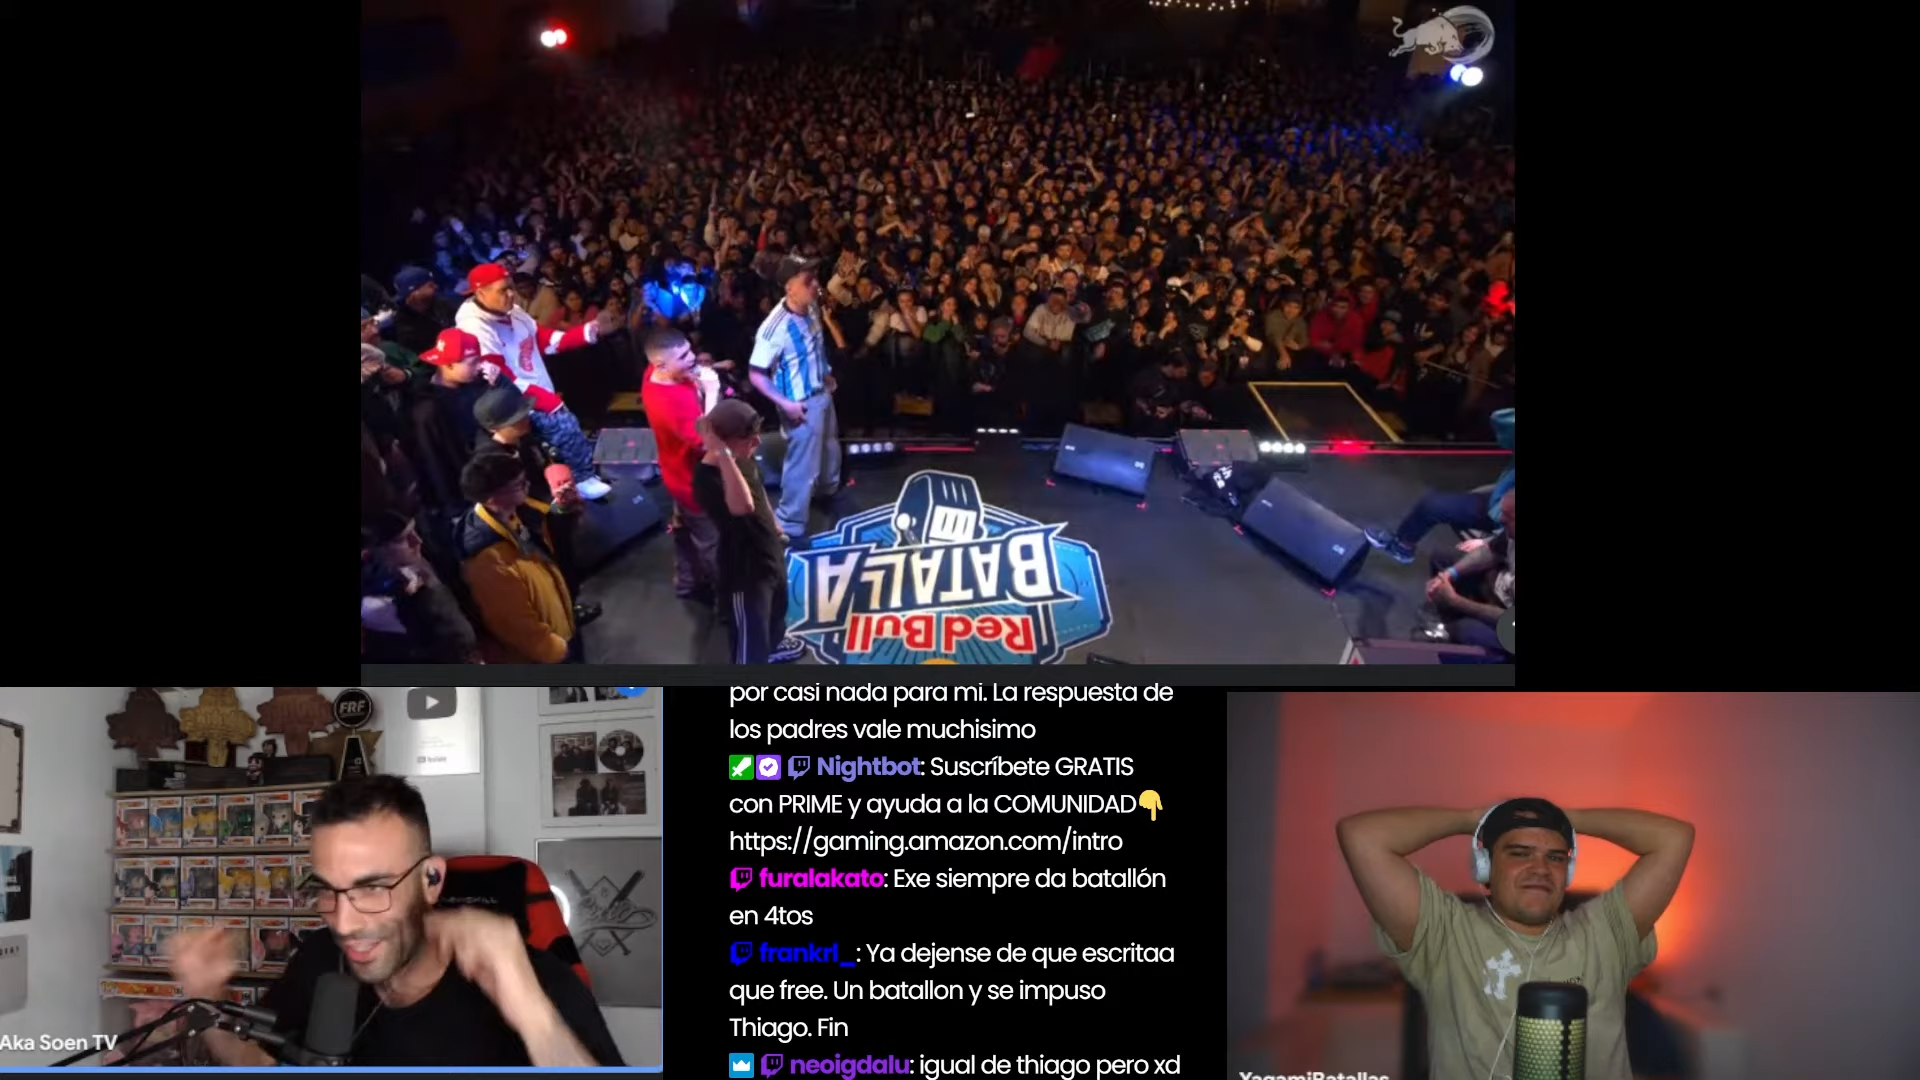 BATALLA
Red Bull
FRF
YouTube
por casi nada para mi. La respuesta de
los padres vale muchisimo
Nightbot: Suscríbete GRATIS
con PRIME y ayuda a la COMUNIDAD👇
https://gaming.amazon.com/intro
furalakato: Exe siempre da batallón
en 4tos
frankrl_: Ya dejense de que escritaa
que free. Un batallon y se impuso
Thiago. Fin
neoigdalu: igual de thiago pero xd
Aka Soen TV
YagamiBatallas